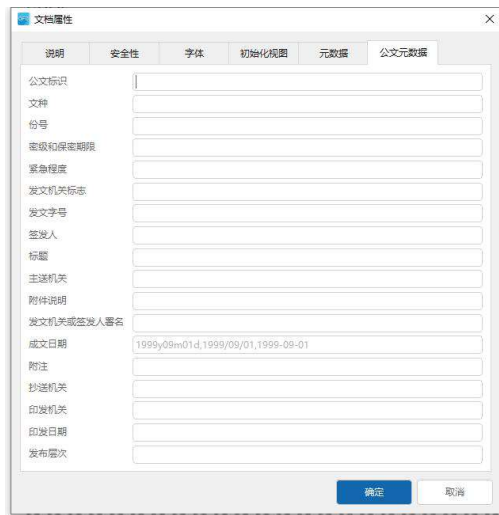 文档属性
说明 安全性 字体 初始化视图 元数据 公文元数据
公文标识
文种
份号
密级和保密期限
紧急程度
发文机关标志
发文字号
签发人
标题
主送机关
附件说明
发文机关或签发人署名
成文日期 1999y09m01d,1999/09/01,1999-09-01
附注
抄送机关
印发机关
印发日期
发布层次
确定 取消